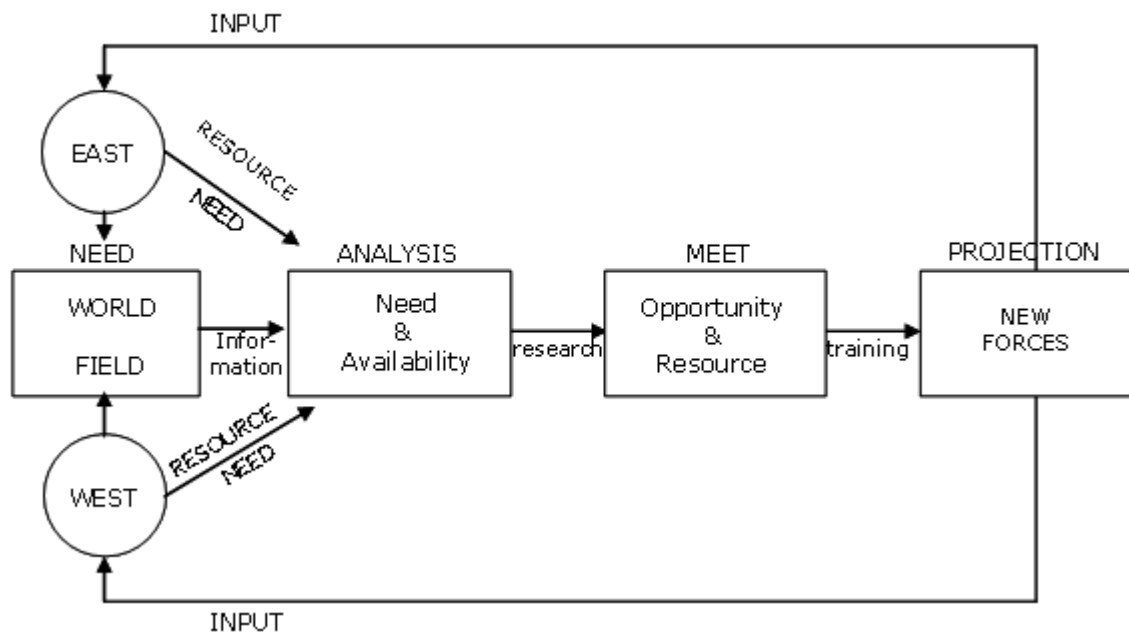 INPUT
EAST
RESOURCE
NEED
NEED
WORLD
FIELD
Infor-
mation
ANALYSIS
Need
&
Availability
research
MEET
Opportunity
&
Resource
training
PROJECTION
NEW
FORCES
RESOURCE
NEED
WEST
INPUT